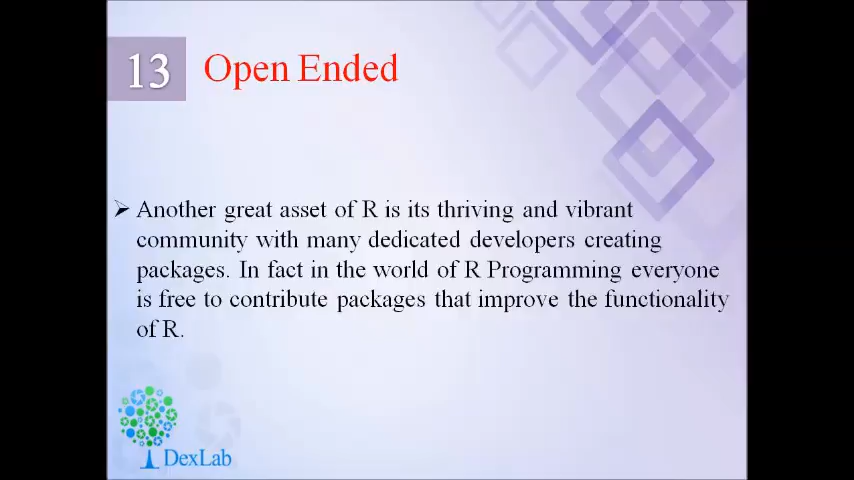 13
Open Ended
➢ Another great asset of R is its thriving and vibrant
community with many dedicated developers creating
packages. In fact in the world of R Programming everyone
is free to contribute packages that improve the functionality
of R.
DexLab